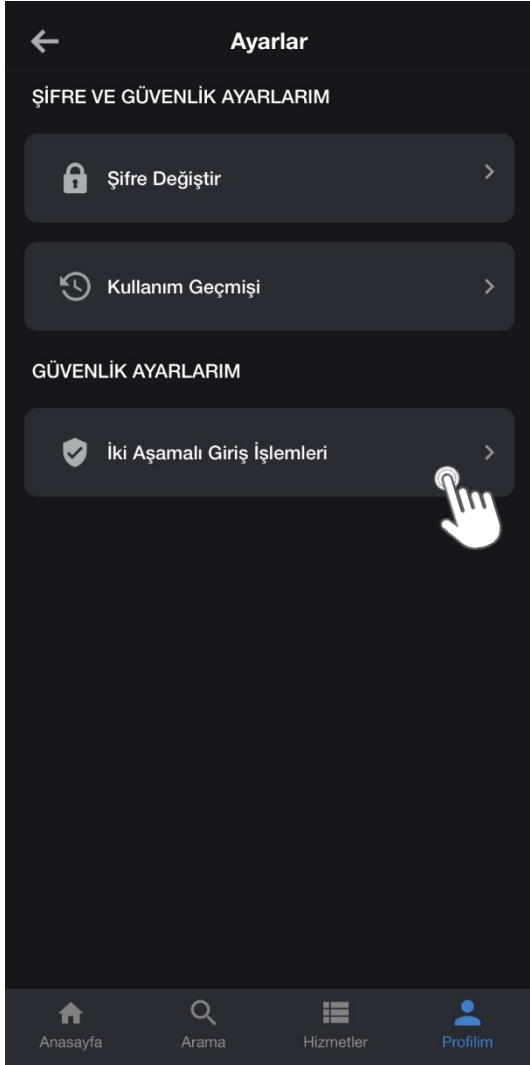 Ayarlar
ŞİFRE VE GÜVENLİK AYARLARIM
Şifre Değiştir
Kullanım Geçmişi
GÜVENLİK AYARLARIM
İki Aşamalı Giriş İşlemleri
Anasayfa
Arama
Hizmetler
Profilim